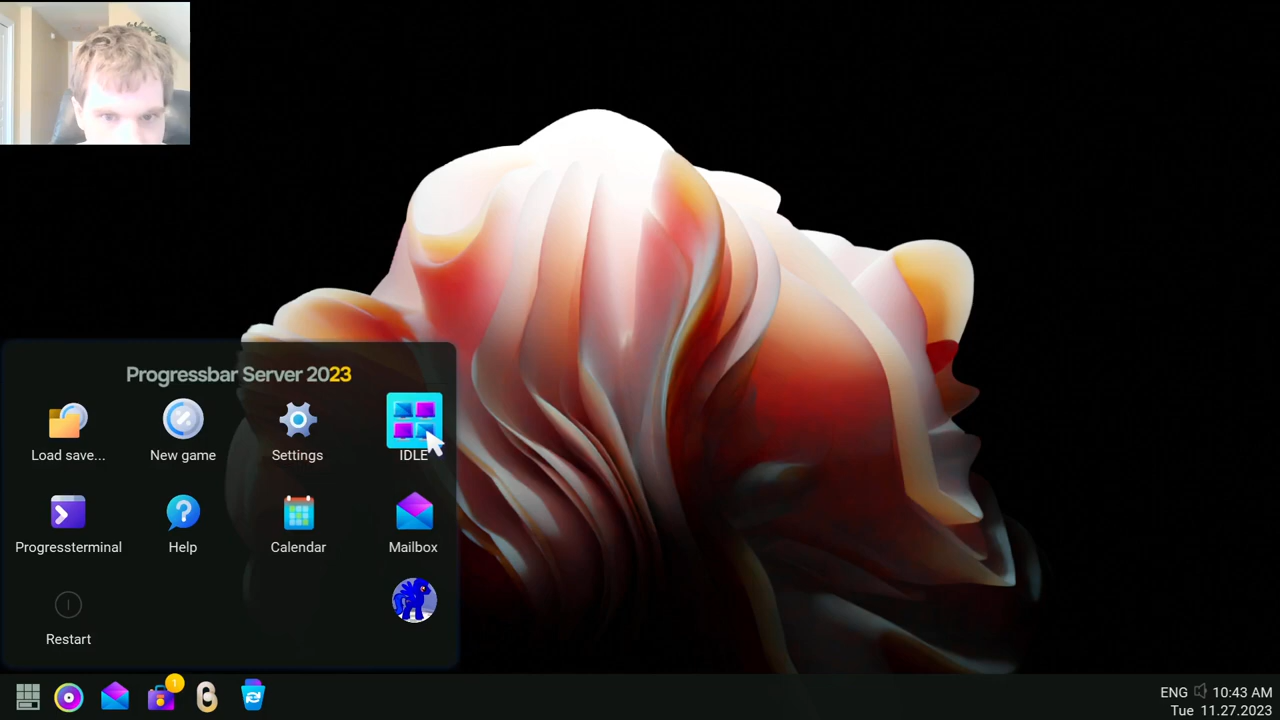 Progressbar Server 2023
Load save...
New game
Settings
IDLE
Progressterminal
Help
Calendar
Mailbox
Restart
1
ENG 10:43 AM
Tue 11.27.2023